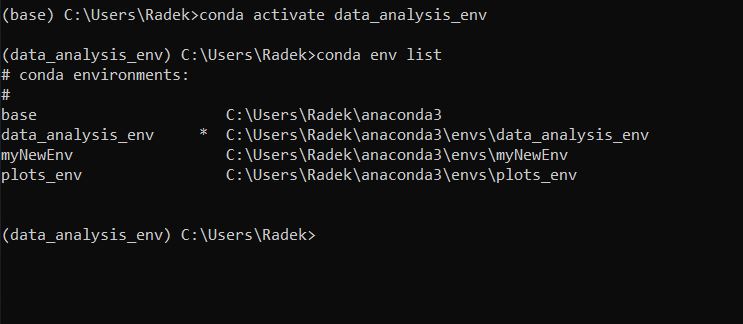 (base) C:\Users\Radek>conda activate data_analysis_env
(data_analysis_env) C:\Users\Radek>conda env list
# conda environments:
#
base                     C:\Users\Radek\anaconda3
data_analysis_env     *  C:\Users\Radek\anaconda3\envs\data_analysis_env
myNewEnv                 C:\Users\Radek\anaconda3\envs\myNewEnv
plots_env                C:\Users\Radek\anaconda3\envs\plots_env
(data_analysis_env) C:\Users\Radek>